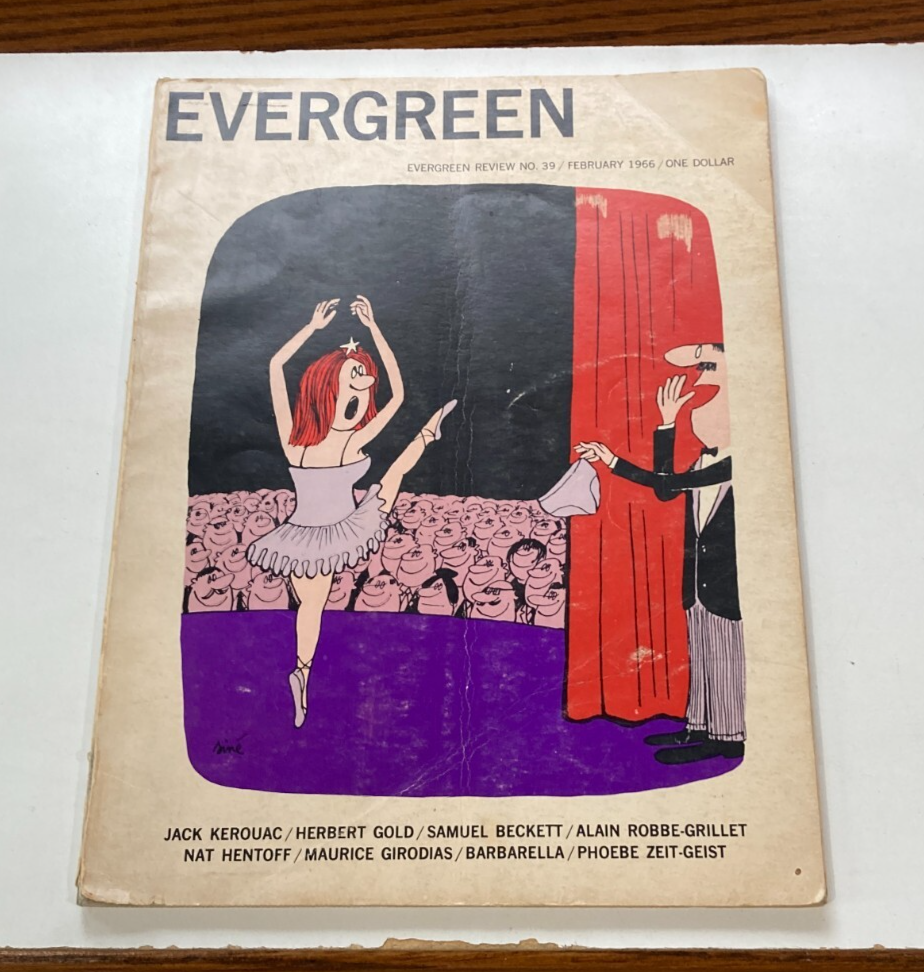 EVERGREEN
EVERGREEN REVIEW NO. 39 / FEBRUARY 1966 / ONE DOLLAR
siné
JACK KEROUAC / HERBERT GOLD / SAMUEL BECKETT / ALAIN ROBBE-GRILLET
NAT HENTOFF / MAURICE GIRODIAS / BARBARELLA / PHOEBE ZEIT-GEIST